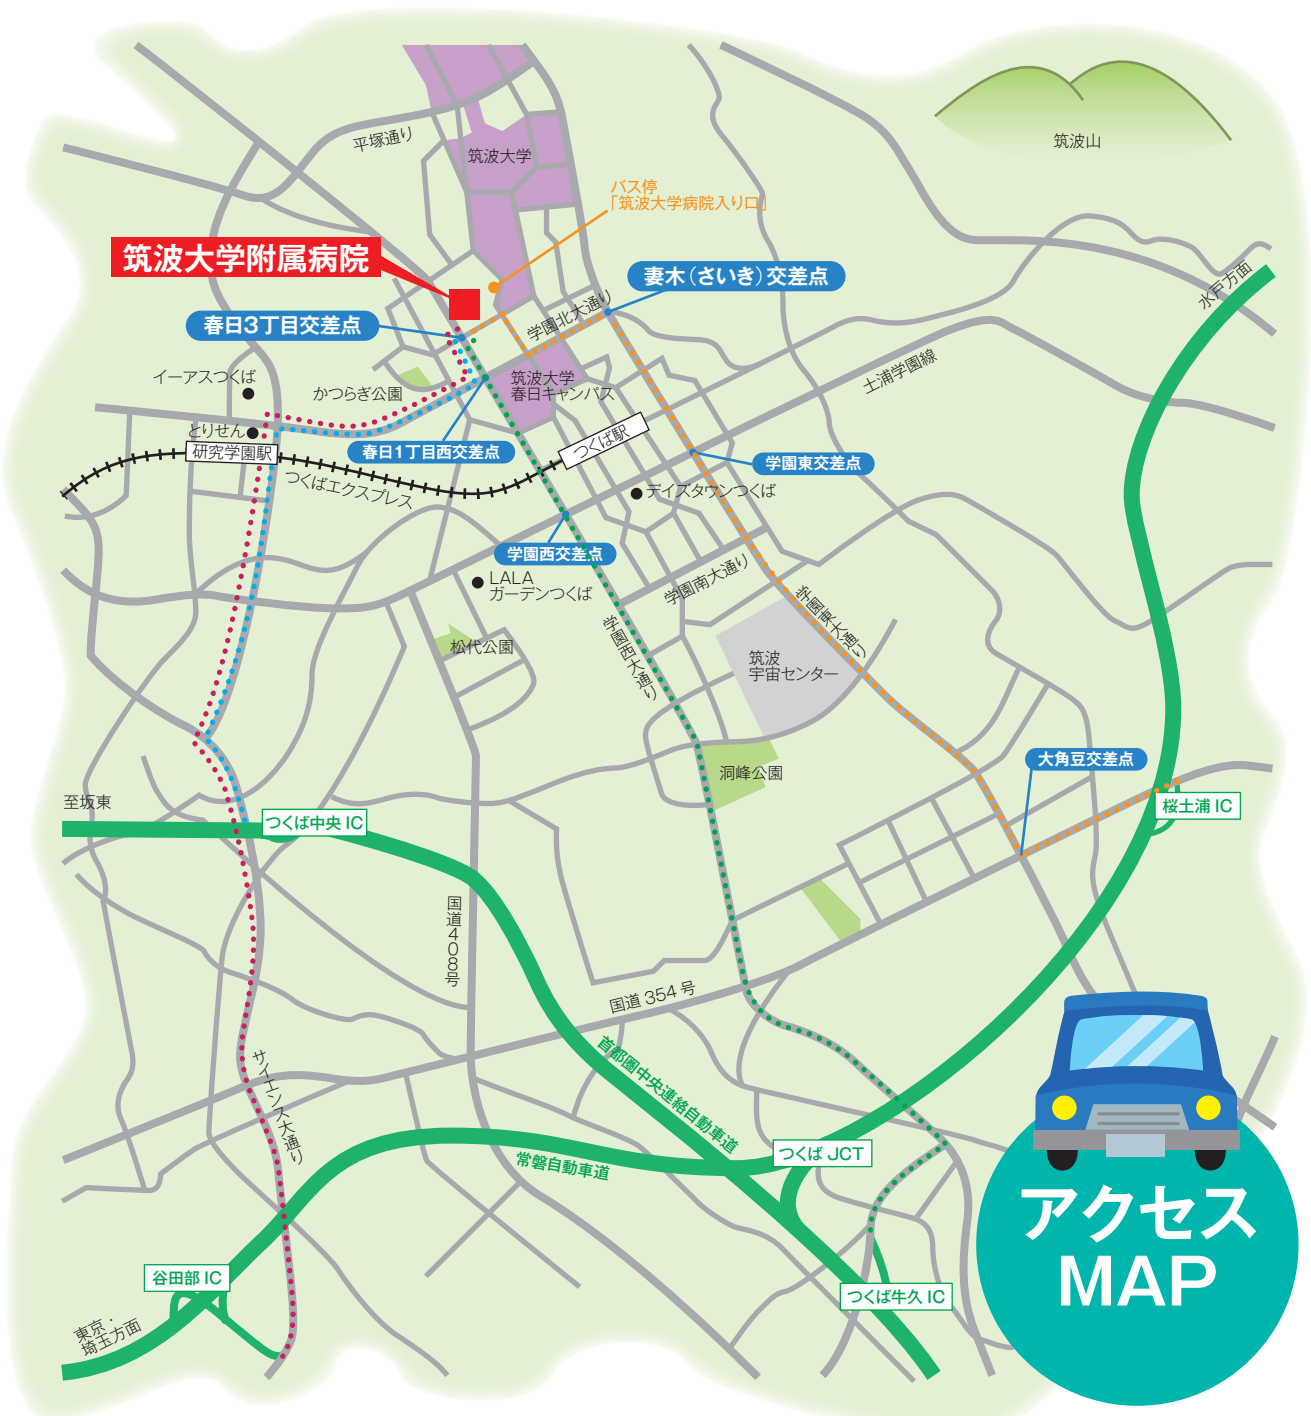 筑波山
平塚通り
筑波大学
バス停
「筑波大学病院入り口」
筑波大学附属病院
妻木（さいき）交差点
水戸方面
春日3丁目交差点
学園北大通り
土浦学園線
イーアスつくば
かつらぎ公園
筑波大学
春日キャンパス
とりせん
研究学園駅
つくば駅
春日1丁目西交差点
学園東交差点
つくばエクスプレス
デイズタウンつくば
学園西交差点
LALA
ガーデンつくば
学園南大通り
学園東大通り
学園西大通り
松代公園
筑波
宇宙センター
洞峰公園
大角豆交差点
至坂東
つくば中央 IC
桜土浦 IC
国道408号
国道 354 号
首都圏中央連絡自動車道
サイエンス大通り
常磐自動車道
つくば JCT
谷田部 IC
つくば牛久 IC
東京・
埼玉方面
アクセス
MAP